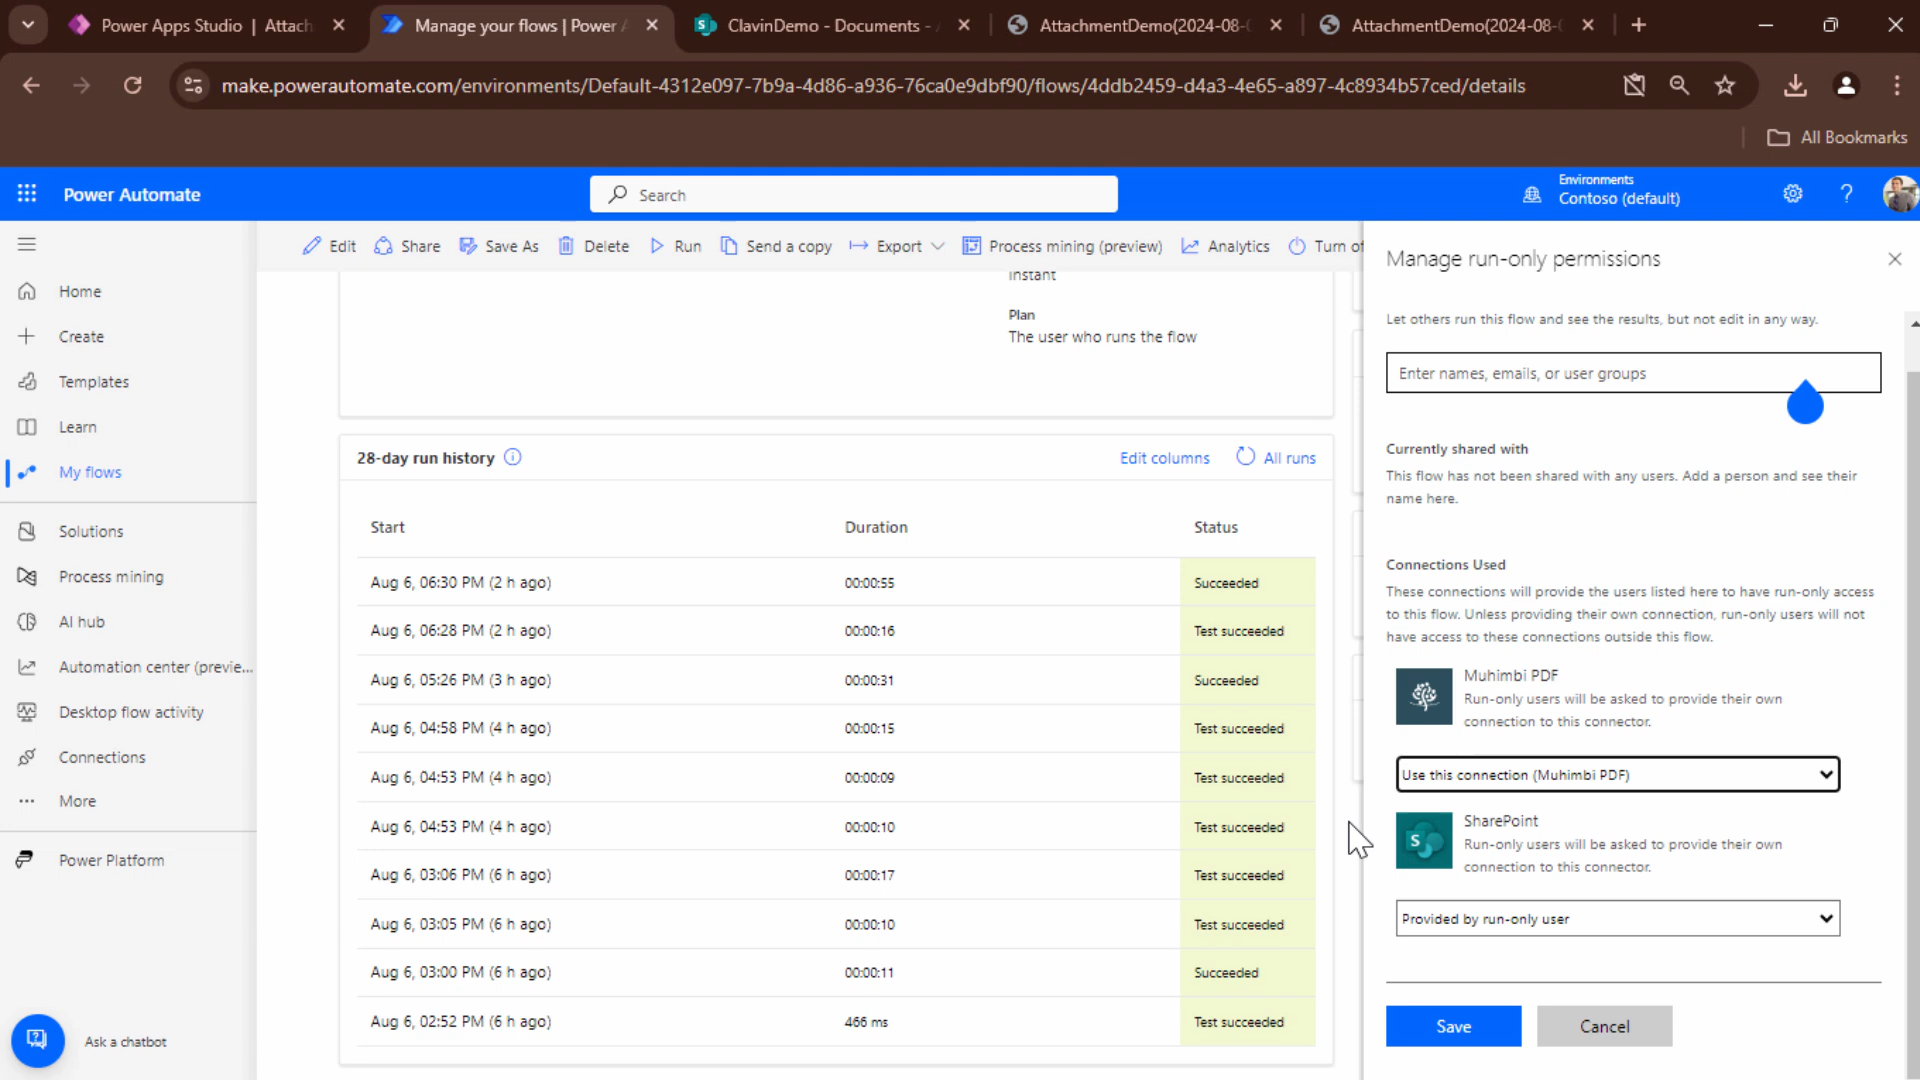 Power Apps Studio | Attach
Manage your flows | Power A
ClavinDemo - Documents -
AttachmentDemo(2024-08-
AttachmentDemo(2024-08-
make.powerautomate.com/environments/Default-4312e097-7b9a-4d86-a936-76ca0e9dbf90/flows/4ddb2459-d4a3-4e65-a897-4c8934b57ced/details
All Bookmarks
Power Automate
Search
Environments
Contoso (default)
Edit
Share
Save As
Delete
Run
Send a copy
Export
Process mining (preview)
Analytics
Turn of
Home
Create
Templates
Learn
My flows
Solutions
Process mining
AI hub
Automation center (previe...
Desktop flow activity
Connections
More
Power Platform
Ask a chatbot
Instant
Plan
The user who runs the flow
28-day run history
Edit columns
All runs
Start Duration Status
Aug 6, 06:30 PM (2 h ago) 00:00:55 Succeeded
Aug 6, 06:28 PM (2 h ago) 00:00:16 Test succeeded
Aug 6, 05:26 PM (3 h ago) 00:00:31 Succeeded
Aug 6, 04:58 PM (4 h ago) 00:00:15 Test succeeded
Aug 6, 04:53 PM (4 h ago) 00:00:09 Test succeeded
Aug 6, 04:53 PM (4 h ago) 00:00:10 Test succeeded
Aug 6, 03:06 PM (6 h ago) 00:00:17 Test succeeded
Aug 6, 03:05 PM (6 h ago) 00:00:10 Test succeeded
Aug 6, 03:00 PM (6 h ago) 00:00:11 Succeeded
Aug 6, 02:52 PM (6 h ago) 466 ms Test succeeded
Manage run-only permissions
Let others run this flow and see the results, but not edit in any way.
Enter names, emails, or user groups
Currently shared with
This flow has not been shared with any users. Add a person and see their
name here.
Connections Used
These connections will provide the users listed here to have run-only access
to this flow. Unless providing their own connection, run-only users will not
have access to these connections outside this flow.
Muhimbi PDF
Run-only users will be asked to provide their own
connection to this connector.
Use this connection (Muhimbi PDF)
SharePoint
Run-only users will be asked to provide their own
connection to this connector.
Provided by run-only user
Save
Cancel